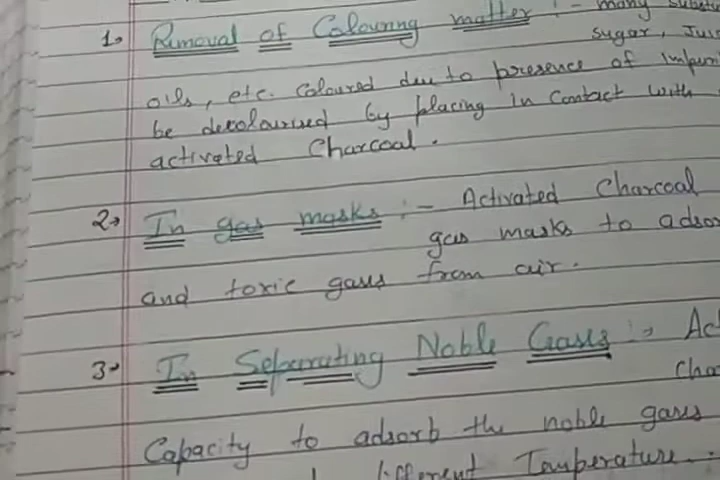 1. Removal of Colouring matter :- many
sugar,
oils, etc. Coloured due to presence of
be decolourised by placing in Contact with
activated Charcoal.
2. In gas masks :- Activated Charcoal
gas masks to
and toxic gases from air.
3. In Seperating Noble Gases :-
Capacity to adsorb the noble gases
Temperature.